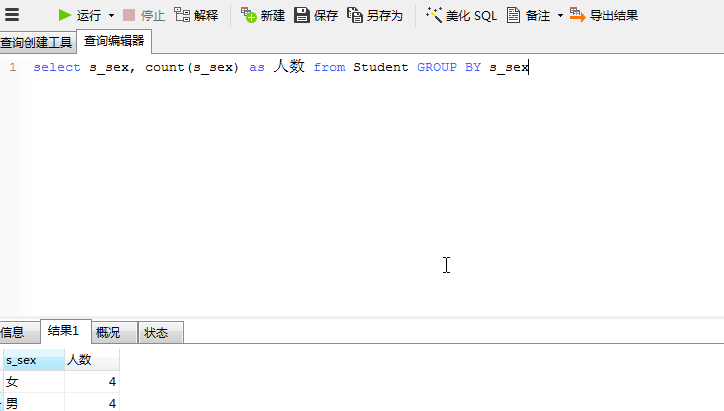 运行 停止 解释 新建 保存 另存为 美化 SQL 备注 导出结果
查询创建工具 查询编辑器
1 select s_sex, count(s_sex) as 人数 from Student GROUP BY s_sex
信息 结果1 概况 状态
s_sex 人数
女 4
男 4